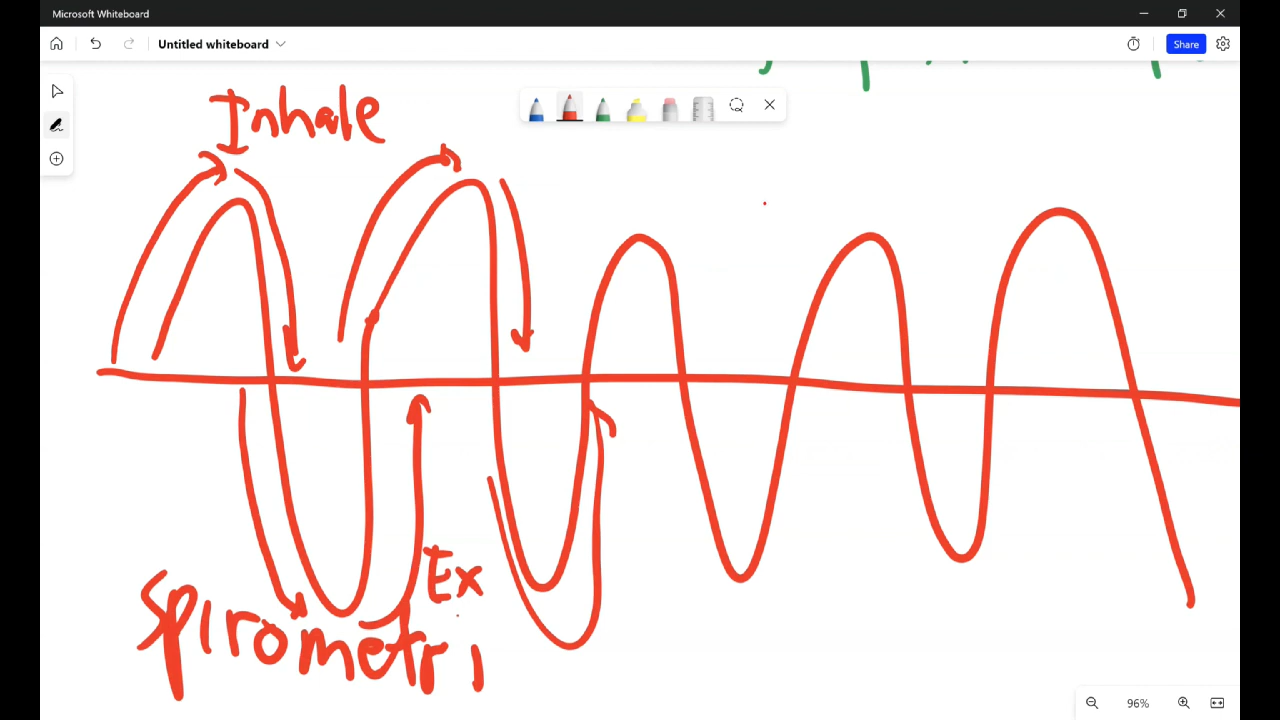 Microsoft Whiteboard
Untitled whiteboard
Share
Inhale
Ex
Spirometri
96%